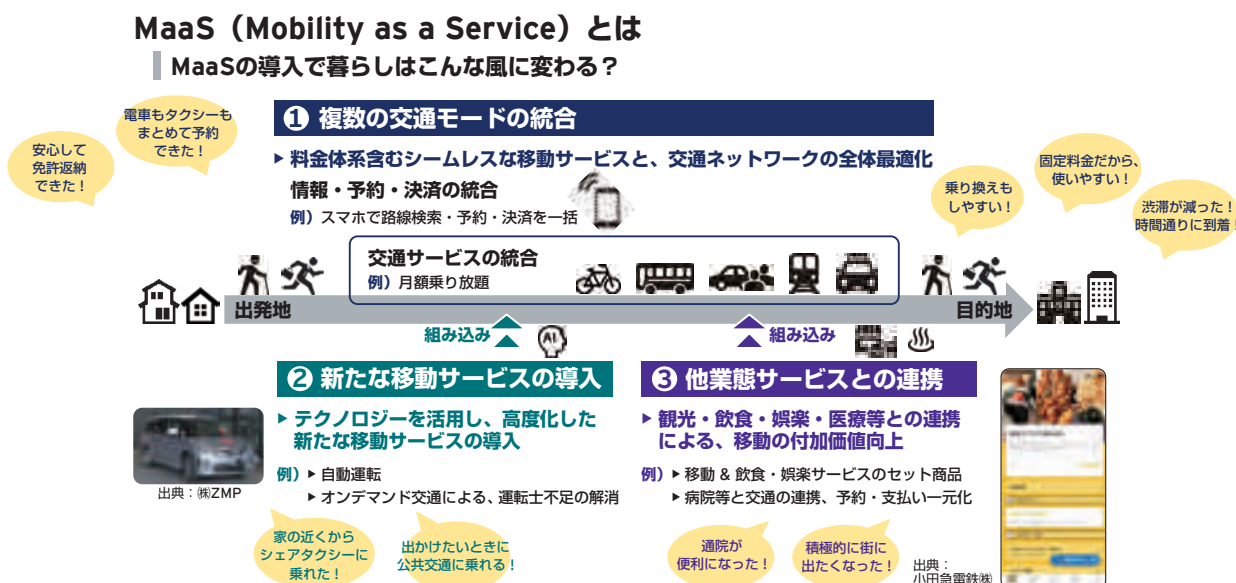 MaaS（Mobility as a Service）とは
MaaSの導入で暮らしはこんな風に変わる？
電車もタクシーも
まとめて予約
できた！
安心して
免許返納
できた！
❶ 複数の交通モードの統合
▶ 料金体系含むシームレスな移動サービスと、交通ネットワークの全体最適化
情報・予約・決済の統合
例）スマホで路線検索・予約・決済を一括
乗り換えも
しやすい！
固定料金だから、
使いやすい！
渋滞が減った！
時間通りに到着！
交通サービスの統合
例）月額乗り放題
出発地
目的地
組み込み
AI
組み込み
❷ 新たな移動サービスの導入
▶ テクノロジーを活用し、高度化した
新たな移動サービスの導入
例）▶ 自動運転
▶ オンデマンド交通による、運転士不足の解消
出典：㈱ZMP
家の近くから
シェアタクシーに
乗れた！
出かけたいときに
公共交通に乗れる！
❸ 他業態サービスとの連携
▶ 観光・飲食・娯楽・医療等との連携
による、移動の付加価値向上
例）▶ 移動 & 飲食・娯楽サービスのセット商品
▶ 病院等と交通の連携、予約・支払い一元化
通院が
便利になった！
積極的に街に
出たくなった！
出典：
小田急電鉄㈱